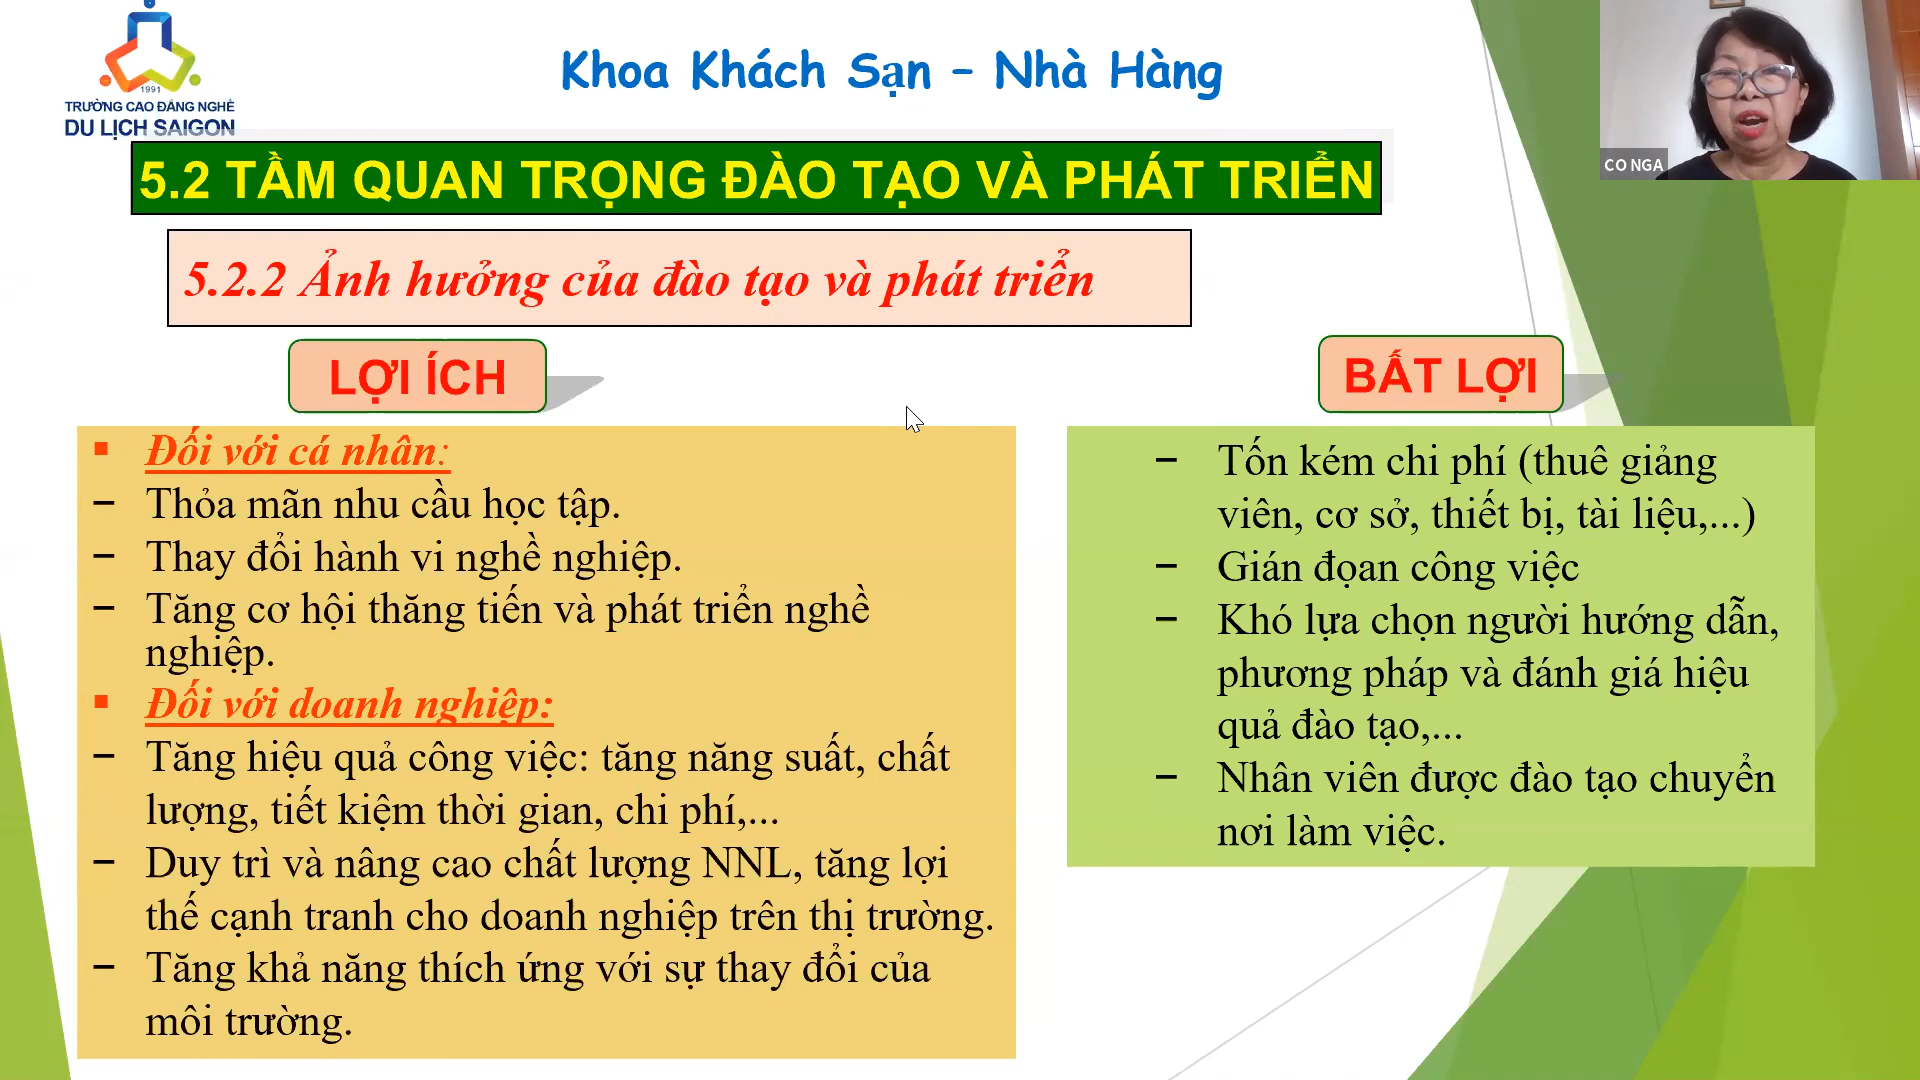 1991
TRƯỜNG CAO ĐẲNG NGHỀ
DU LỊCH SAIGON
Khoa Khách Sạn – Nhà Hàng
CO NGA
5.2 TẦM QUAN TRỌNG ĐÀO TẠO VÀ PHÁT TRIỂN
5.2.2 Ảnh hưởng của đào tạo và phát triển
LỢI ÍCH
▪ Đối với cá nhân:
– Thỏa mãn nhu cầu học tập.
– Thay đổi hành vi nghề nghiệp.
– Tăng cơ hội thăng tiến và phát triển nghề
nghiệp.
▪ Đối với doanh nghiệp:
– Tăng hiệu quả công việc: tăng năng suất, chất
lượng, tiết kiệm thời gian, chi phí,...
– Duy trì và nâng cao chất lượng NNL, tăng lợi
thế cạnh tranh cho doanh nghiệp trên thị trường.
– Tăng khả năng thích ứng với sự thay đổi của
môi trường.
BẤT LỢI
– Tốn kém chi phí (thuê giảng
viên, cơ sở, thiết bị, tài liệu,...)
– Gián đọan công việc
– Khó lựa chọn người hướng dẫn,
phương pháp và đánh giá hiệu
quả đào tạo,...
– Nhân viên được đào tạo chuyển
nơi làm việc.